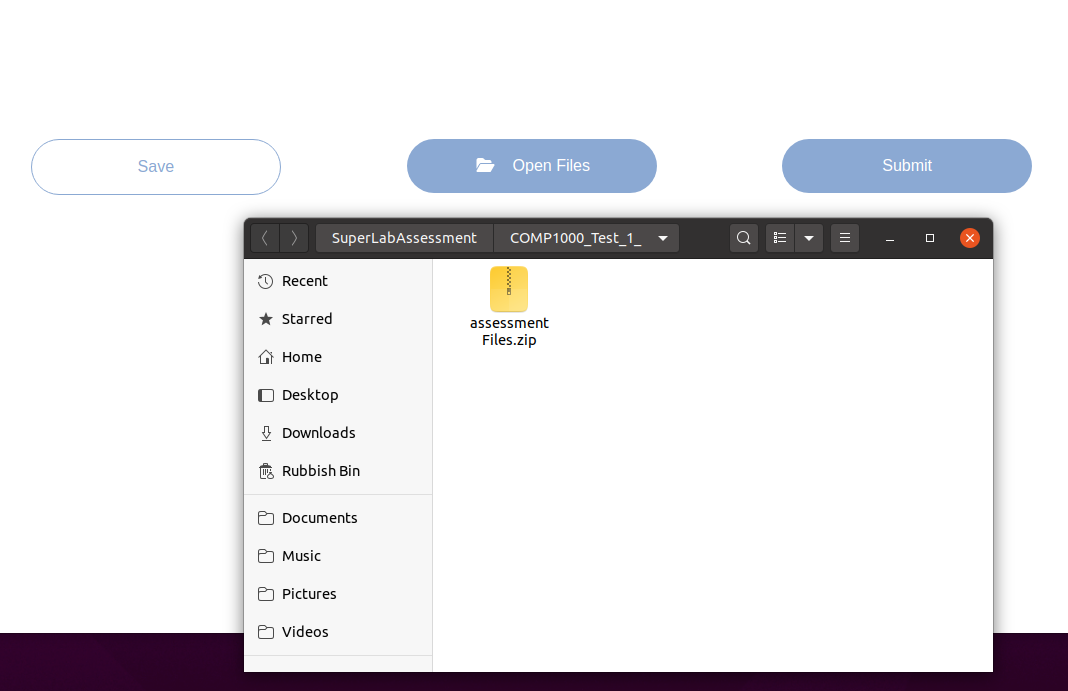 Save
Open Files
Submit
SuperLabAssessment
COMP1000_Test_1_
Recent
Starred
Home
Desktop
Downloads
Rubbish Bin
Documents
Music
Pictures
Videos
assessment
Files.zip